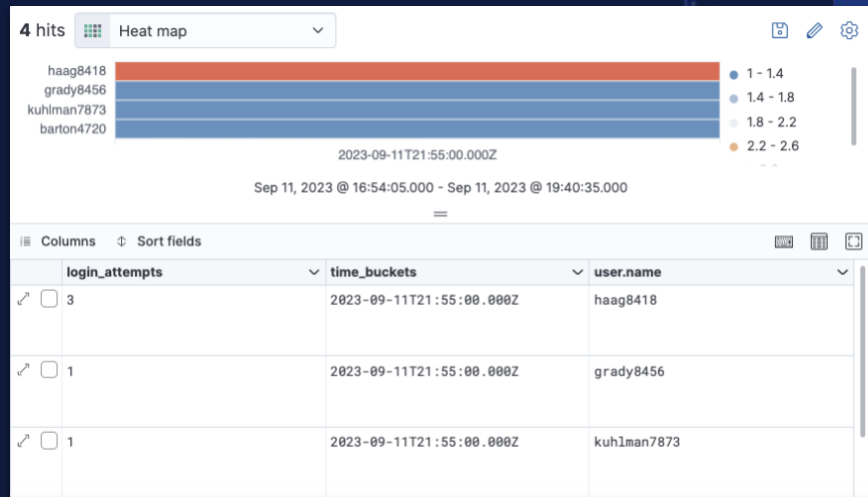 4 hits Heat map
haag8418
grady8456
kuhlman7873
barton4720
2023-09-11T21:55:00.000Z
1 - 1.4
1.4 - 1.8
1.8 - 2.2
2.2 - 2.6
Sep 11, 2023 @ 16:54:05.000 - Sep 11, 2023 @ 19:40:35.000
Columns Sort fields
login_attempts time_buckets user.name
3 2023-09-11T21:55:00.000Z haag8418
1 2023-09-11T21:55:00.000Z grady8456
1 2023-09-11T21:55:00.000Z kuhlman7873